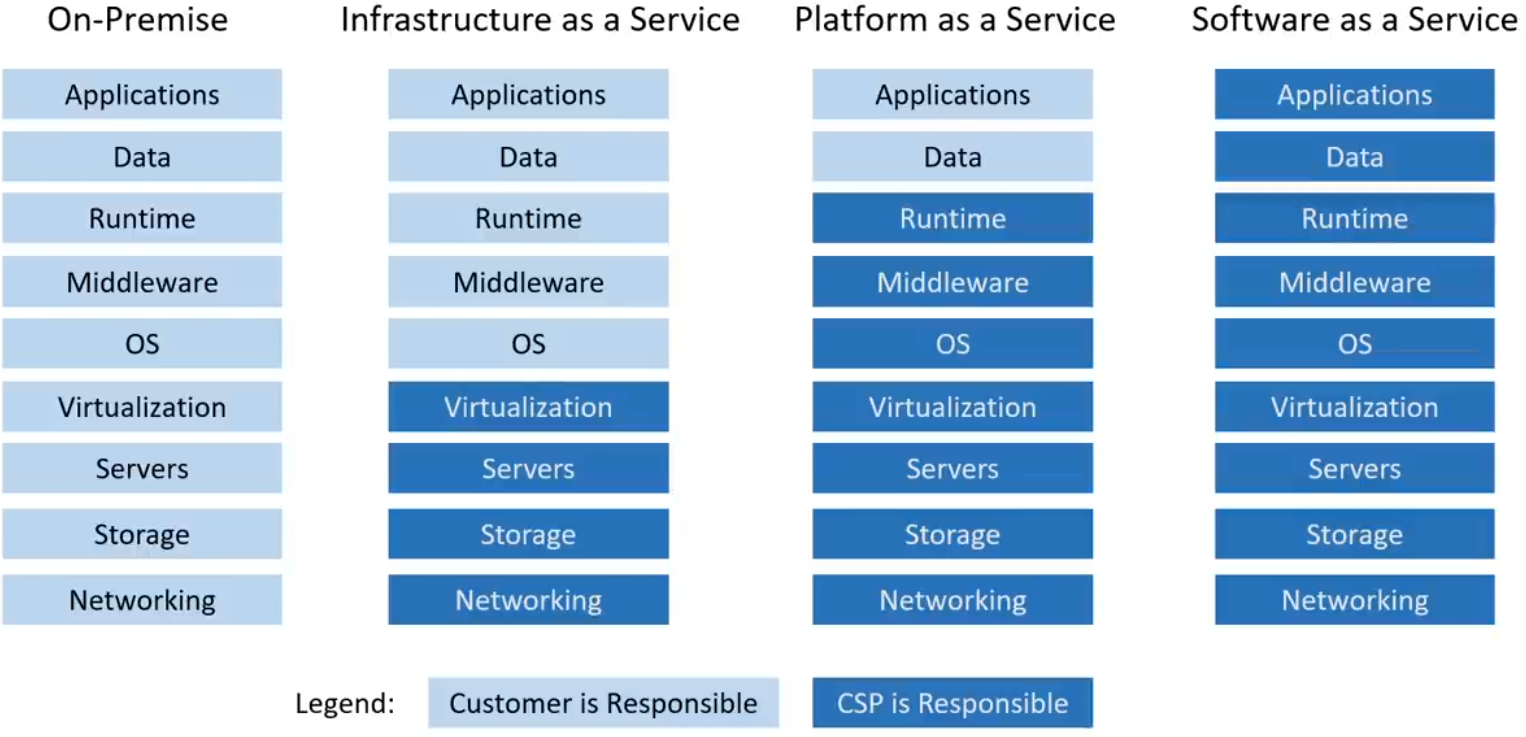 On-Premise Infrastructure as a Service Platform as a Service Software as a Service
Applications Applications Applications Applications
Data Data Data Data
Runtime Runtime Runtime Runtime
Middleware Middleware Middleware Middleware
OS OS OS OS
Virtualization Virtualization Virtualization Virtualization
Servers Servers Servers Servers
Storage Storage Storage Storage
Networking Networking Networking Networking
Legend: Customer is Responsible CSP is Responsible